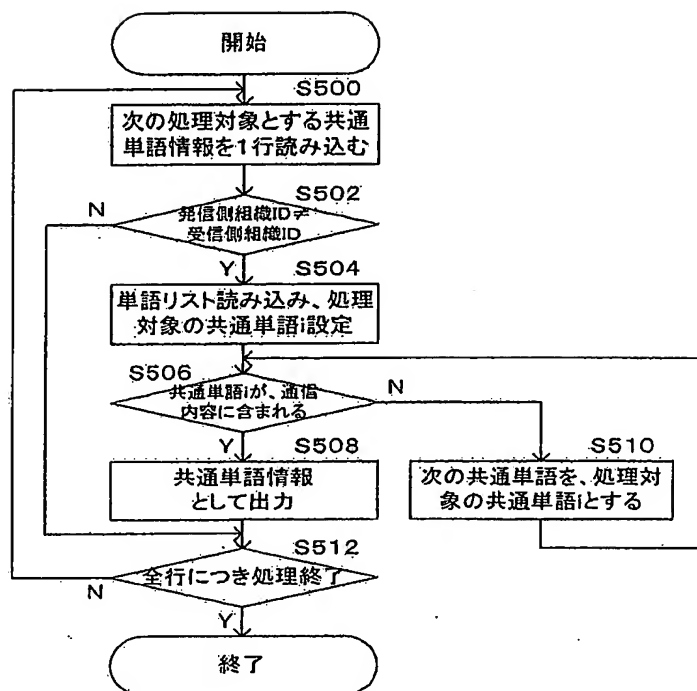 開始
S500
次の処理対象とする共通
単語情報を1行読み込む
S502
N
発信側組織ID≠
受信側組織ID
Y
S504
単語リスト読み込み、処理
対象の共通単語i設定
S506
共通単語iが、通信
内容に含まれる
N
Y
S508
共通単語情報
として出力
S510
次の共通単語を、処理対
象の共通単語iとする
S512
全行につき処理終了
N
Y
終了